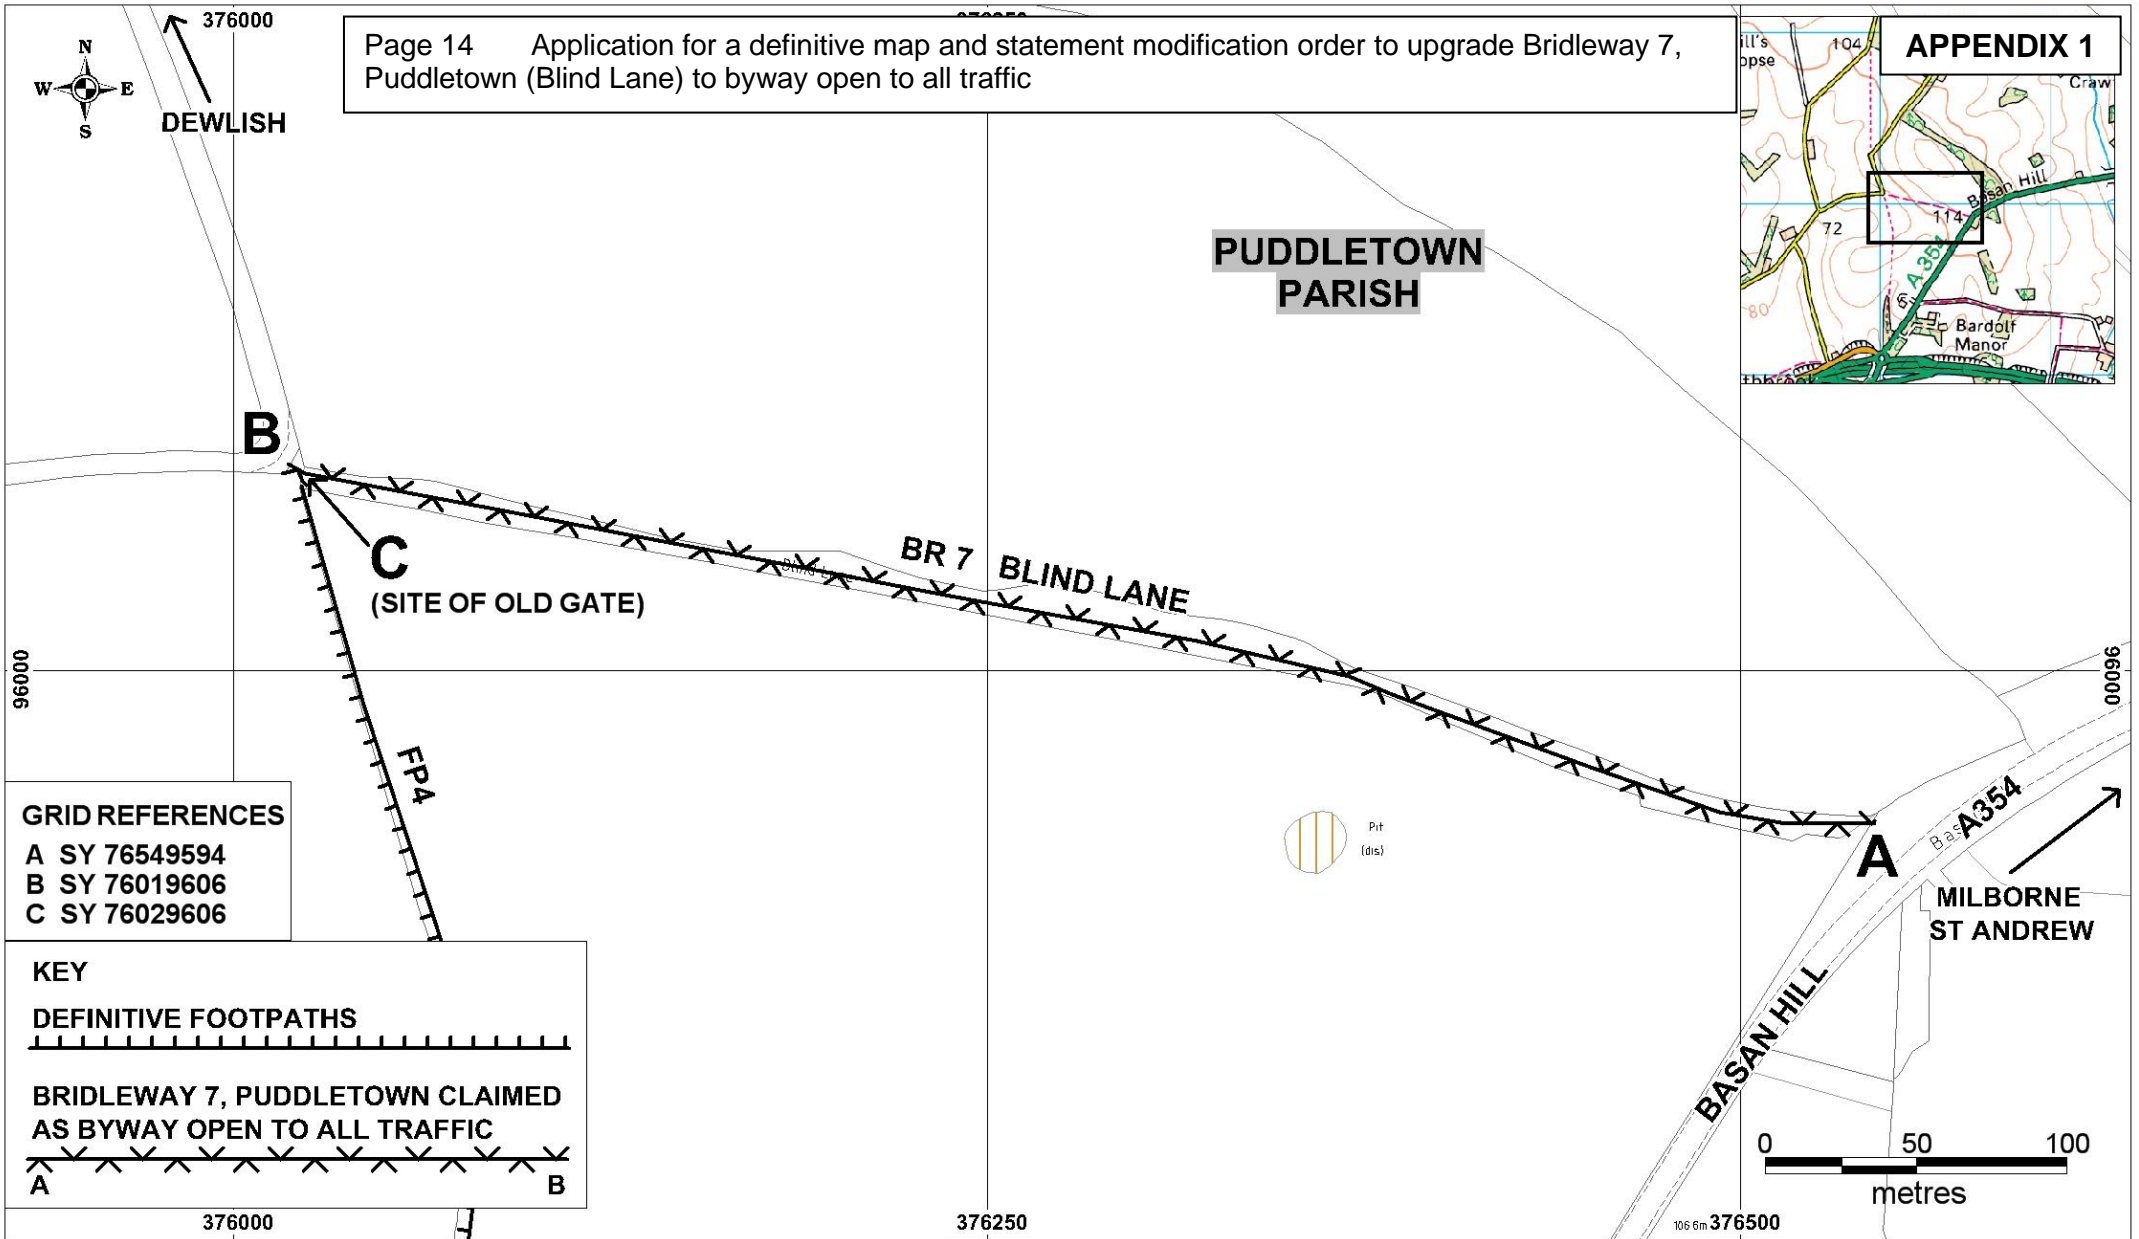 376000
Page 14 Application for a definitive map and statement modification order to upgrade Bridleway 7,
Puddletown (Blind Lane) to byway open to all traffic
APPENDIX 1
N
W E
S
DEWLISH
104
Craw
Basan Hill
114
72
A 354
80
Bardolf
Manor
PUDDLETOWN
PARISH
B
C
(SITE OF OLD GATE)
BR 7 BLIND LANE
96000
96000
FP4
Pit
(dis)
A
A354
MILBORNE
ST ANDREW
BASAN HILL
GRID REFERENCES
A SY 76549594
B SY 76019606
C SY 76029606
KEY
DEFINITIVE FOOTPATHS
BRIDLEWAY 7, PUDDLETOWN CLAIMED
AS BYWAY OPEN TO ALL TRAFFIC
A B
0 50 100
metres
376000
376250
106.6m 376500